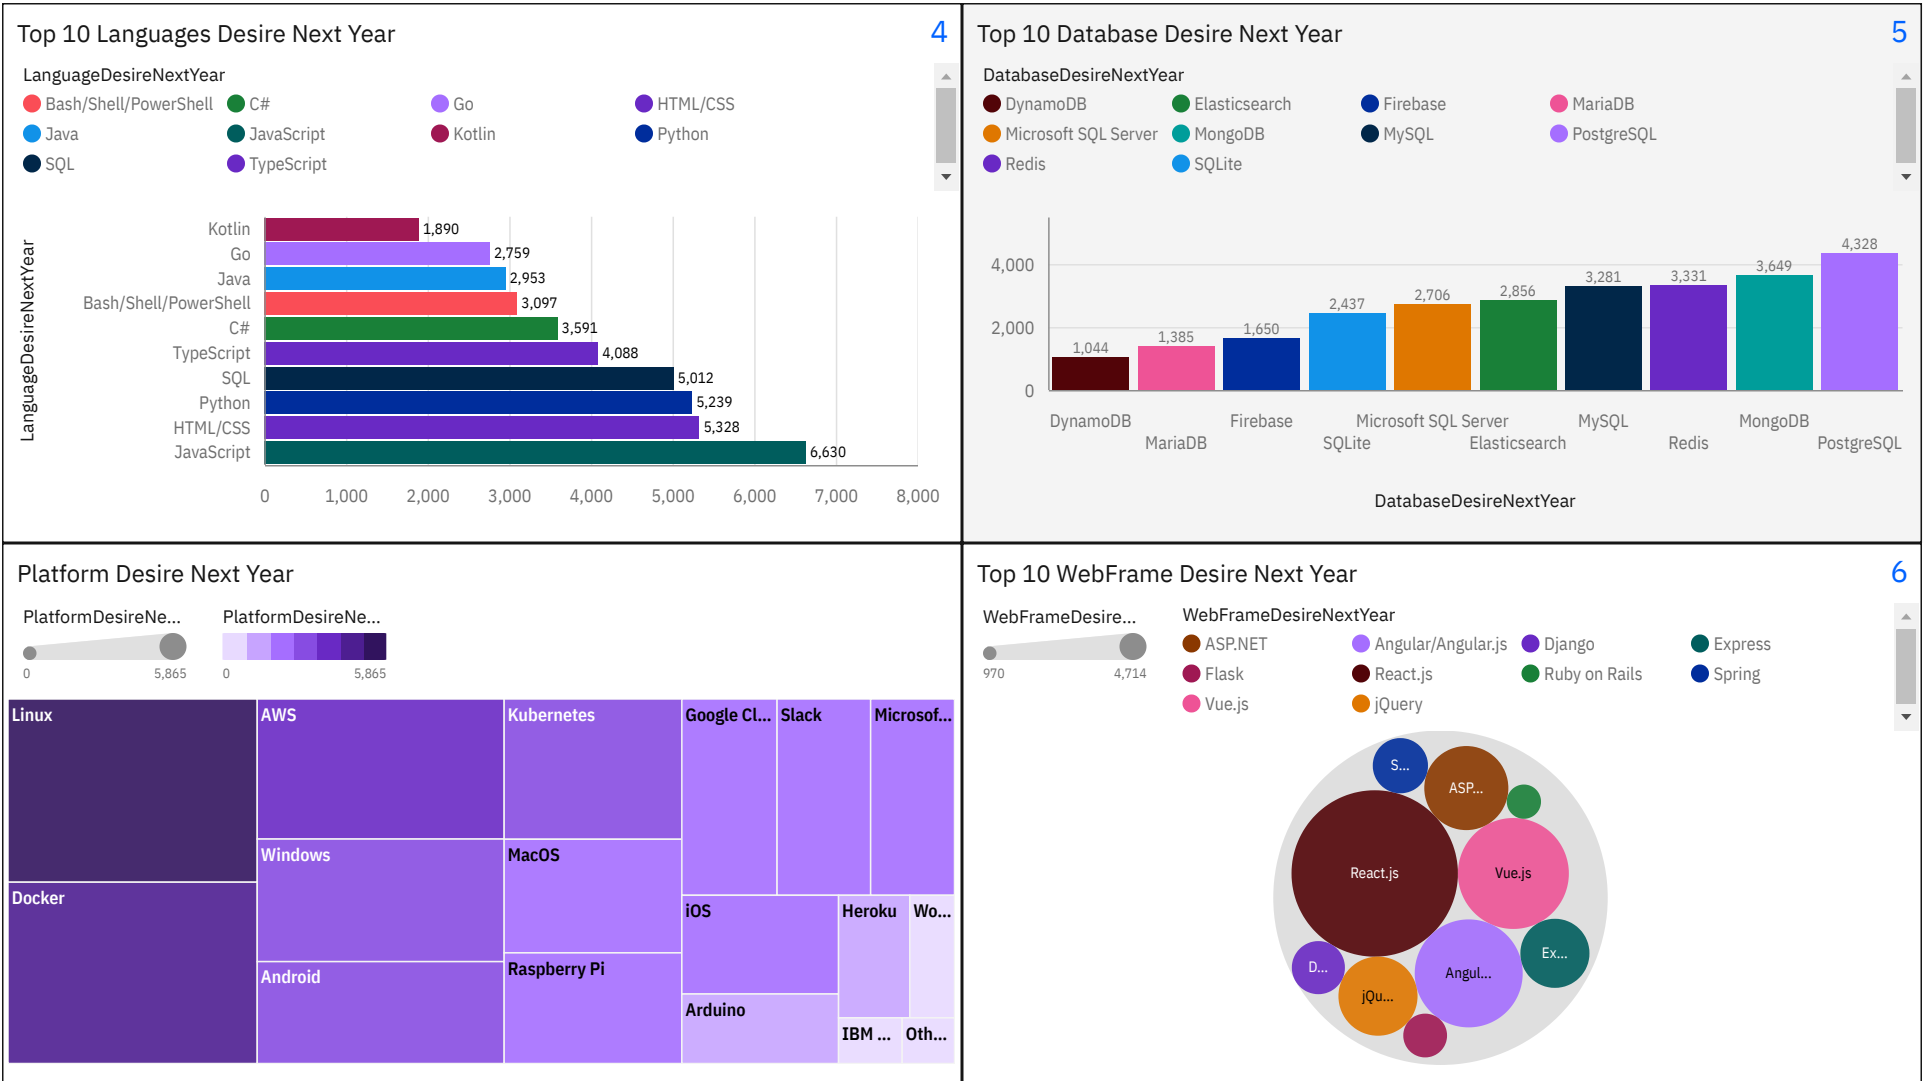 Top 10 Languages Desire Next Year
4
LanguageDesireNextYear
Bash/Shell/PowerShell C# Go HTML/CSS
Java JavaScript Kotlin Python
SQL TypeScript
LanguageDesireNextYear
Kotlin 1,890
Go 2,759
Java 2,953
Bash/Shell/PowerShell 3,097
C# 3,591
TypeScript 4,088
SQL 5,012
Python 5,239
HTML/CSS 5,328
JavaScript 6,630
0 1,000 2,000 3,000 4,000 5,000 6,000 7,000 8,000
Top 10 Database Desire Next Year
5
DatabaseDesireNextYear
DynamoDB Elasticsearch Firebase MariaDB
Microsoft SQL Server MongoDB MySQL PostgreSQL
Redis SQLite
4,000
2,000
0
1,044 1,385 1,650 2,437 2,706 2,856 3,281 3,331 3,649 4,328
DynamoDB Firebase Microsoft SQL Server MySQL MongoDB
MariaDB SQLite Elasticsearch Redis PostgreSQL
DatabaseDesireNextYear
Platform Desire Next Year
PlatformDesireNe... PlatformDesireNe...
0 5,865 0 5,865
Linux AWS Kubernetes Google Cl... Slack Microsof...
Windows MacOS
Docker iOS Heroku Wo...
Android Raspberry Pi
Arduino IBM ... Oth...
Top 10 WebFrame Desire Next Year
6
WebFrameDesire... WebFrameDesireNextYear
970 4,714
ASP.NET Angular/Angular.js Django Express
Flask React.js Ruby on Rails Spring
Vue.js jQuery
S...
ASP...
React.js Vue.js
Ex...
D... Angul...
jQu...